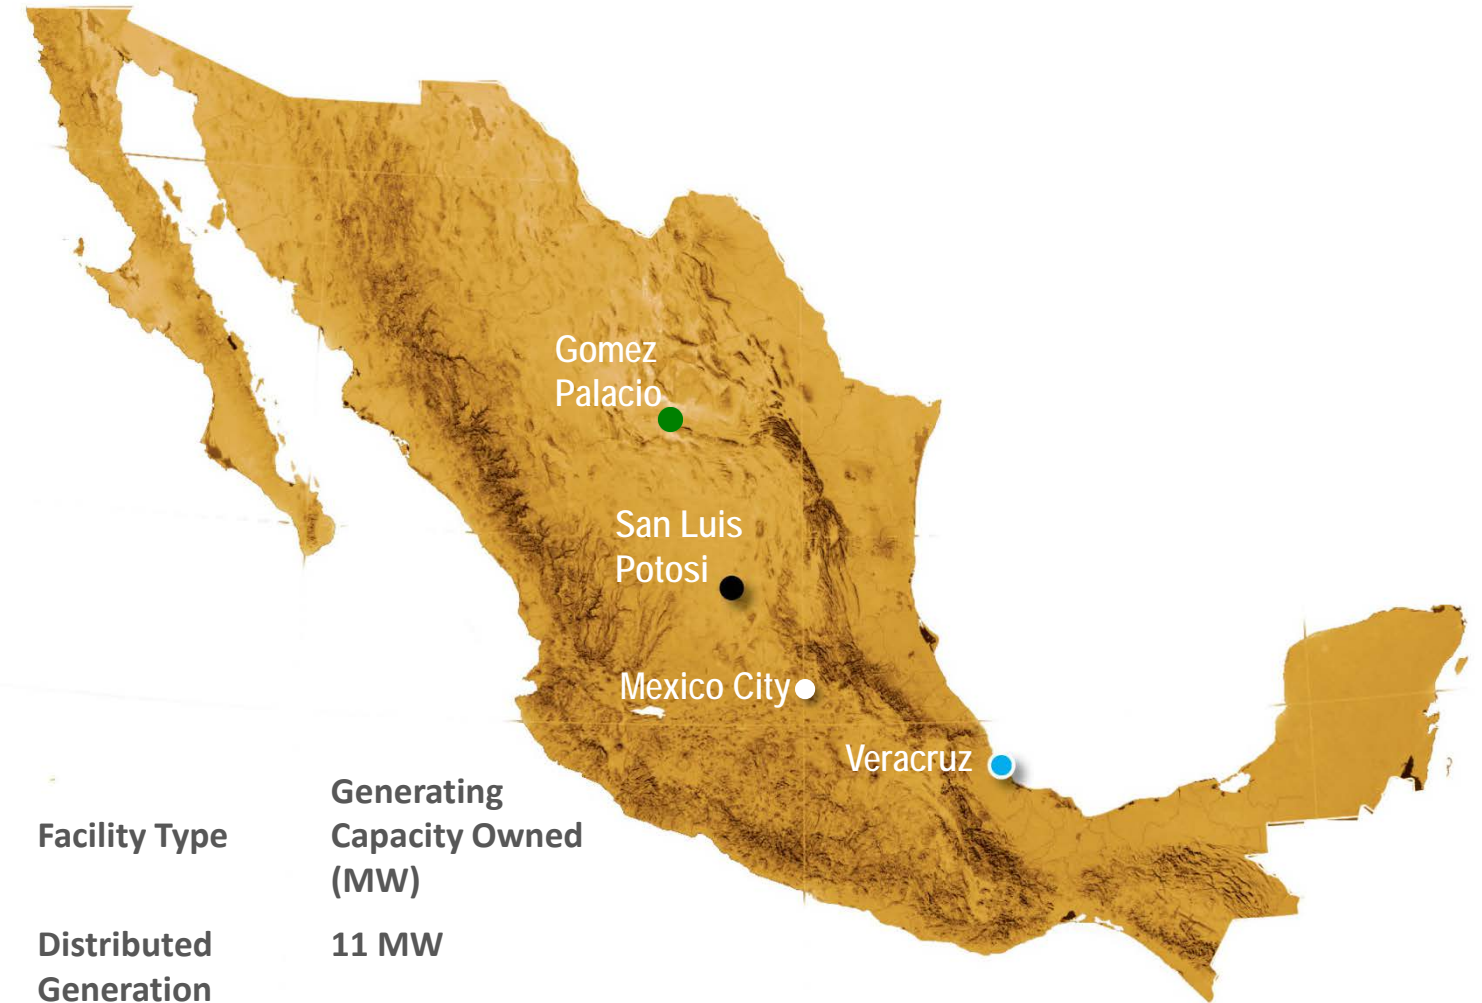 Gomez
Palacio
San Luis
Potosi
Mexico City
Veracruz
Facility Type
Generating
Capacity Owned
(MW)
Distributed
Generation
11 MW